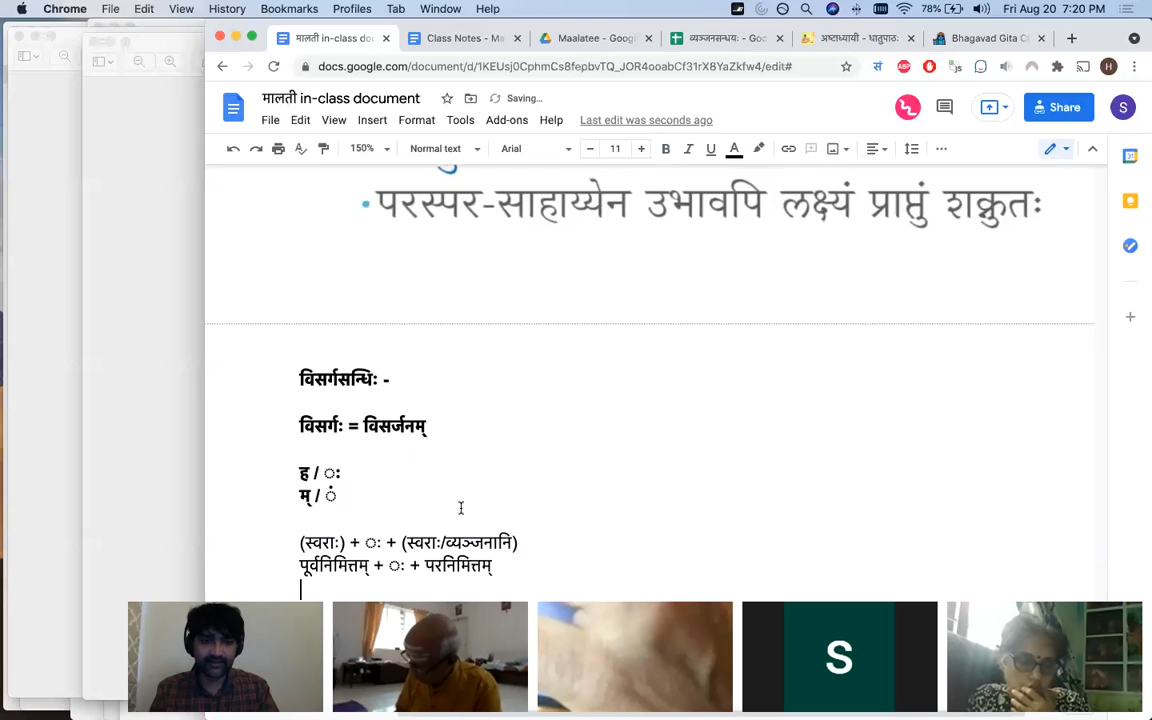 Chrome File Edit View History Bookmarks Profiles Tab Window Help 78% Fri Aug 20 7:20 PM
मालती in-class doc Class Notes - M Maalatee - Googl व्यञ्जनसन्धयः - Goo अष्टाध्यायी - धातुपाठः Bhagavad Gita C
docs.google.com/document/d/1KEUsj0CphmCs8fepbvTQ_JOR4ooabCf31rX8YaZkfw4/edit#
मालती in-class document Saving...
File Edit View Insert Format Tools Add-ons Help Last edit was seconds ago
Share S
150% Normal text Arial 11 B I U A
• परस्पर-साहाय्येन उभावपि लक्ष्यं प्राप्तुं शक्नुतः
विसर्गसन्धिः -
विसर्गः = विसर्जनम्
ह / ः
म् / ं
(स्वराः) + ः + (स्वराः/व्यञ्जनानि)
पूर्वनिमित्तम् + ः + परनिमित्तम्
S